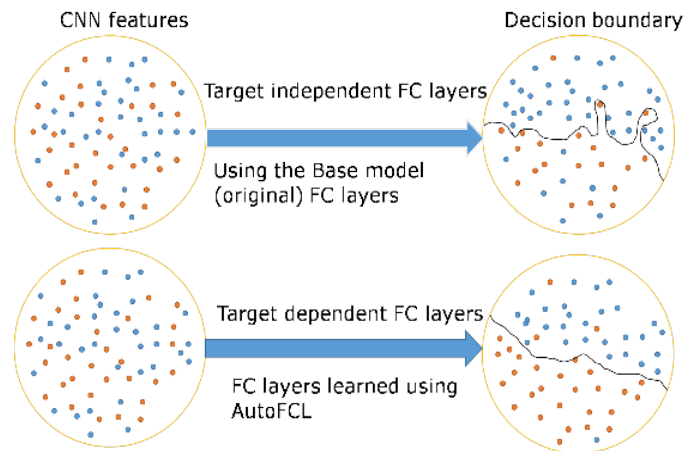 CNN features
Decision boundary
Target independent FC layers
Using the Base model
(original) FC layers
Target dependent FC layers
FC layers learned using
AutoFCL